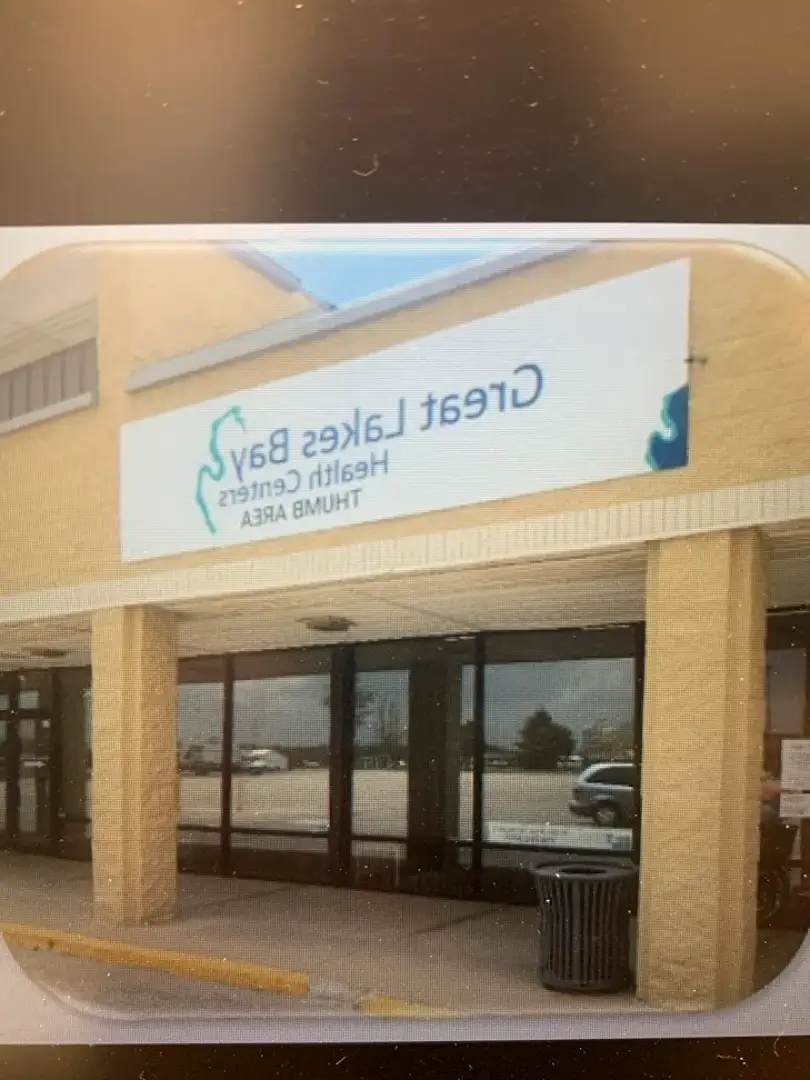 Great Lakes Bay
Health Centers
THUMB AREA